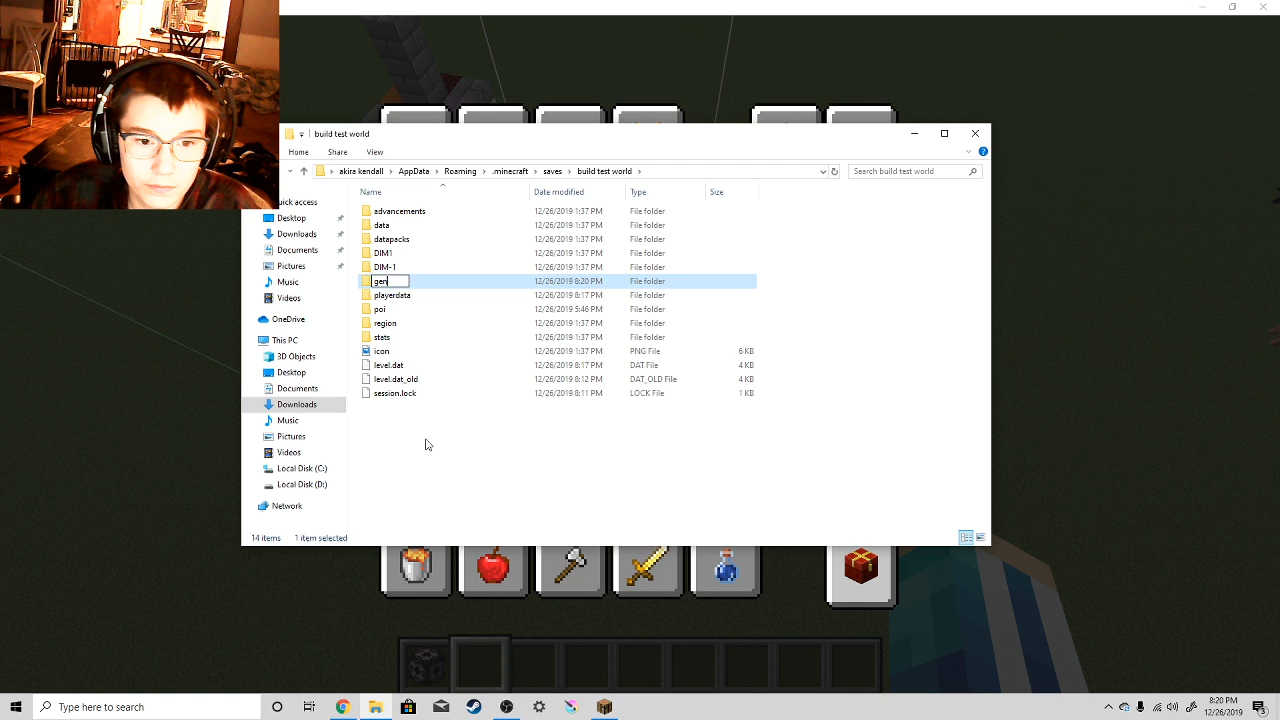 build test world
Home Share View
akira kendall AppData Roaming .minecraft saves build test world
Search build test world
Name Date modified Type Size
uick access
Desktop
Downloads
Documents
Pictures
Music
Videos
OneDrive
This PC
3D Objects
Desktop
Documents
Downloads
Music
Pictures
Videos
Local Disk (C:)
Local Disk (D:)
Network
advancements 12/26/2019 1:37 PM File folder
data 12/26/2019 1:37 PM File folder
datapacks 12/26/2019 1:37 PM File folder
DIM1 12/26/2019 1:37 PM File folder
DIM-1 12/26/2019 1:37 PM File folder
gen 12/26/2019 8:20 PM File folder
playerdata 12/26/2019 8:17 PM File folder
poi 12/26/2019 5:46 PM File folder
region 12/26/2019 1:37 PM File folder
stats 12/26/2019 1:37 PM File folder
icon 12/26/2019 1:37 PM PNG File 6 KB
level.dat 12/26/2019 8:17 PM DAT File 4 KB
level.dat_old 12/26/2019 8:12 PM DAT_OLD File 4 KB
session.lock 12/26/2019 8:11 PM LOCK File 1 KB
14 items 1 item selected
Type here to search
8:20 PM
12/26/2019
3